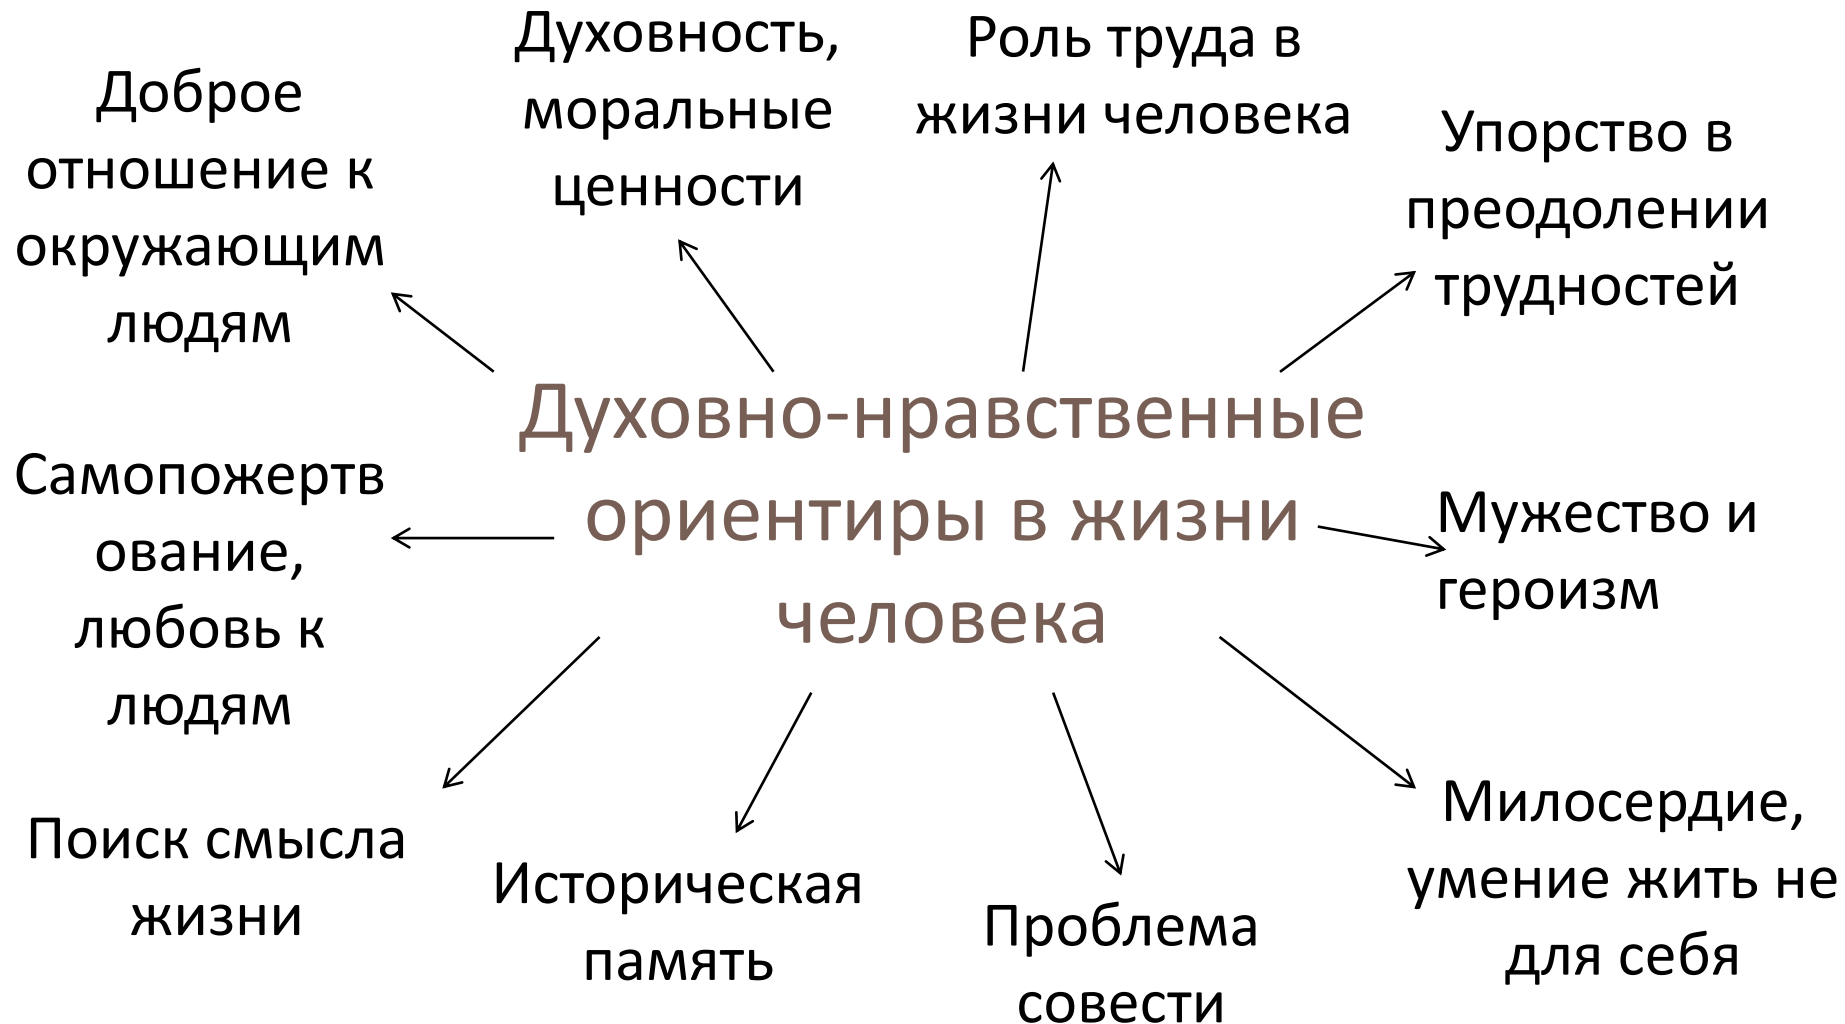 Доброе
отношение к
окружающим
людям
Духовность,
моральные
ценности
Роль труда в
жизни человека
Упорство в
преодолении
трудностей
Духовно-нравственные
ориентиры в жизни
человека
Самопожертв
ование,
любовь к
людям
Мужество и
героизм
Поиск смысла
жизни
Историческая
память
Проблема
совести
Милосердие,
умение жить не
для себя